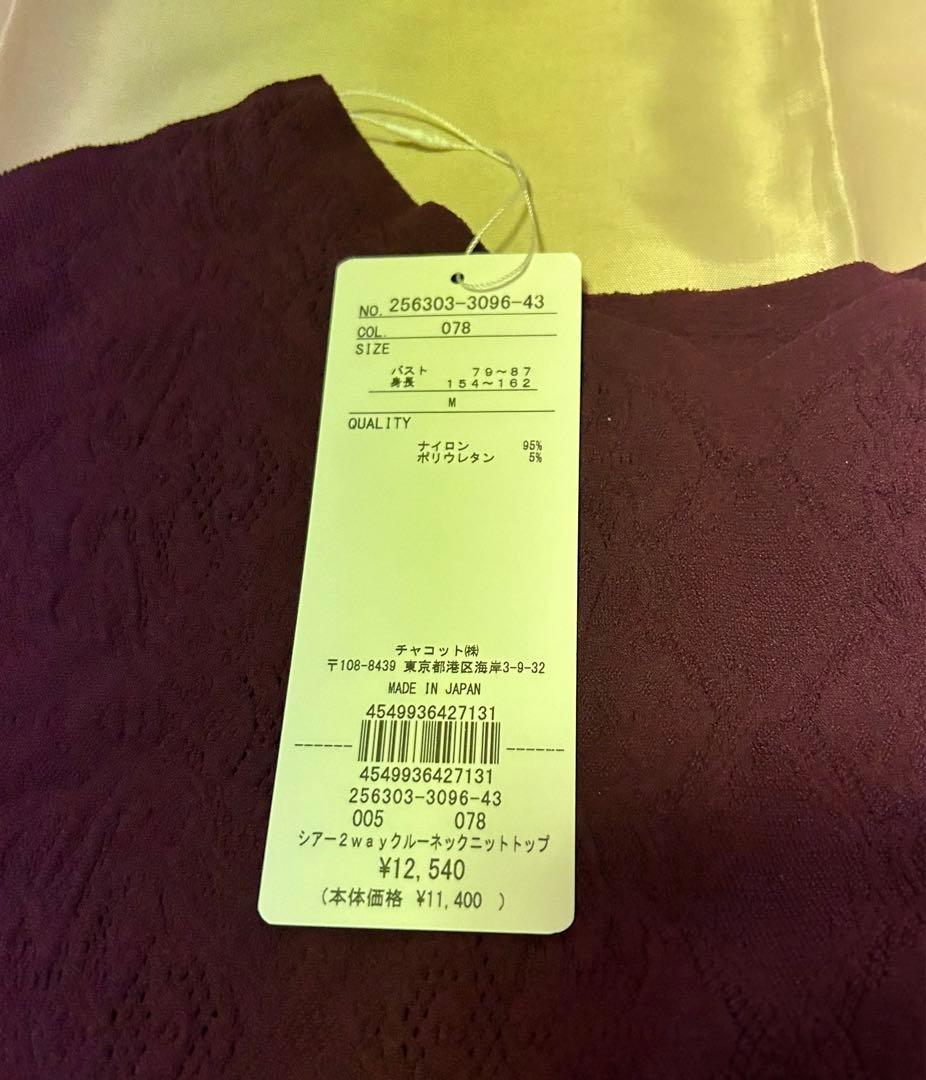 NO. 256303-3096-43
COL. 078
SIZE
バスト 79～87
身長 154～162
M
QUALITY
ナイロン 95%
ポリウレタン 5%
チャコット㈱
〒108-8439 東京都港区海岸3-9-32
MADE IN JAPAN
4549936427131
4549936427131
256303-3096-43
005 078
シアー2wayクルーネックニットトップ
¥12,540
(本体価格 ¥11,400 )